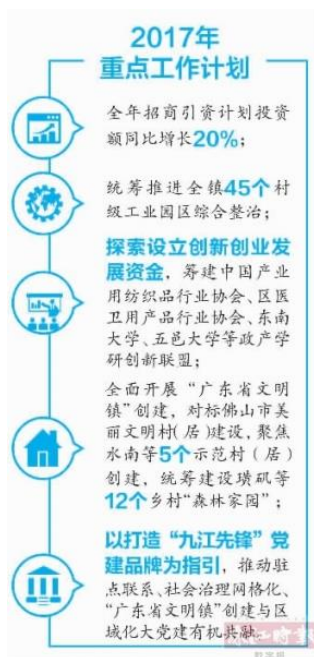 2017年
重点工作计划
全年招商引资计划投资
额同比增长20%；
统筹推进全镇45个村
级工业园区综合整治；
探索设立创新创业发
展资金，筹建中国产业
用纺织品行业协会、区医
卫用产品行业协会、东南
大学、五邑大学等政产学
研创新联盟；
全面开展“广东省文明
镇”创建，对标佛山市美
丽文明村（居）建设，聚焦
水南等5个示范村（居）
创建，统筹建设璜矶等
12个乡村“森林家园”；
以打造“九江先锋”党
建品牌为指引，推动驻
点联系、社会治理网格化、
“广东省文明镇”创建与区
域化大党建有机共融。